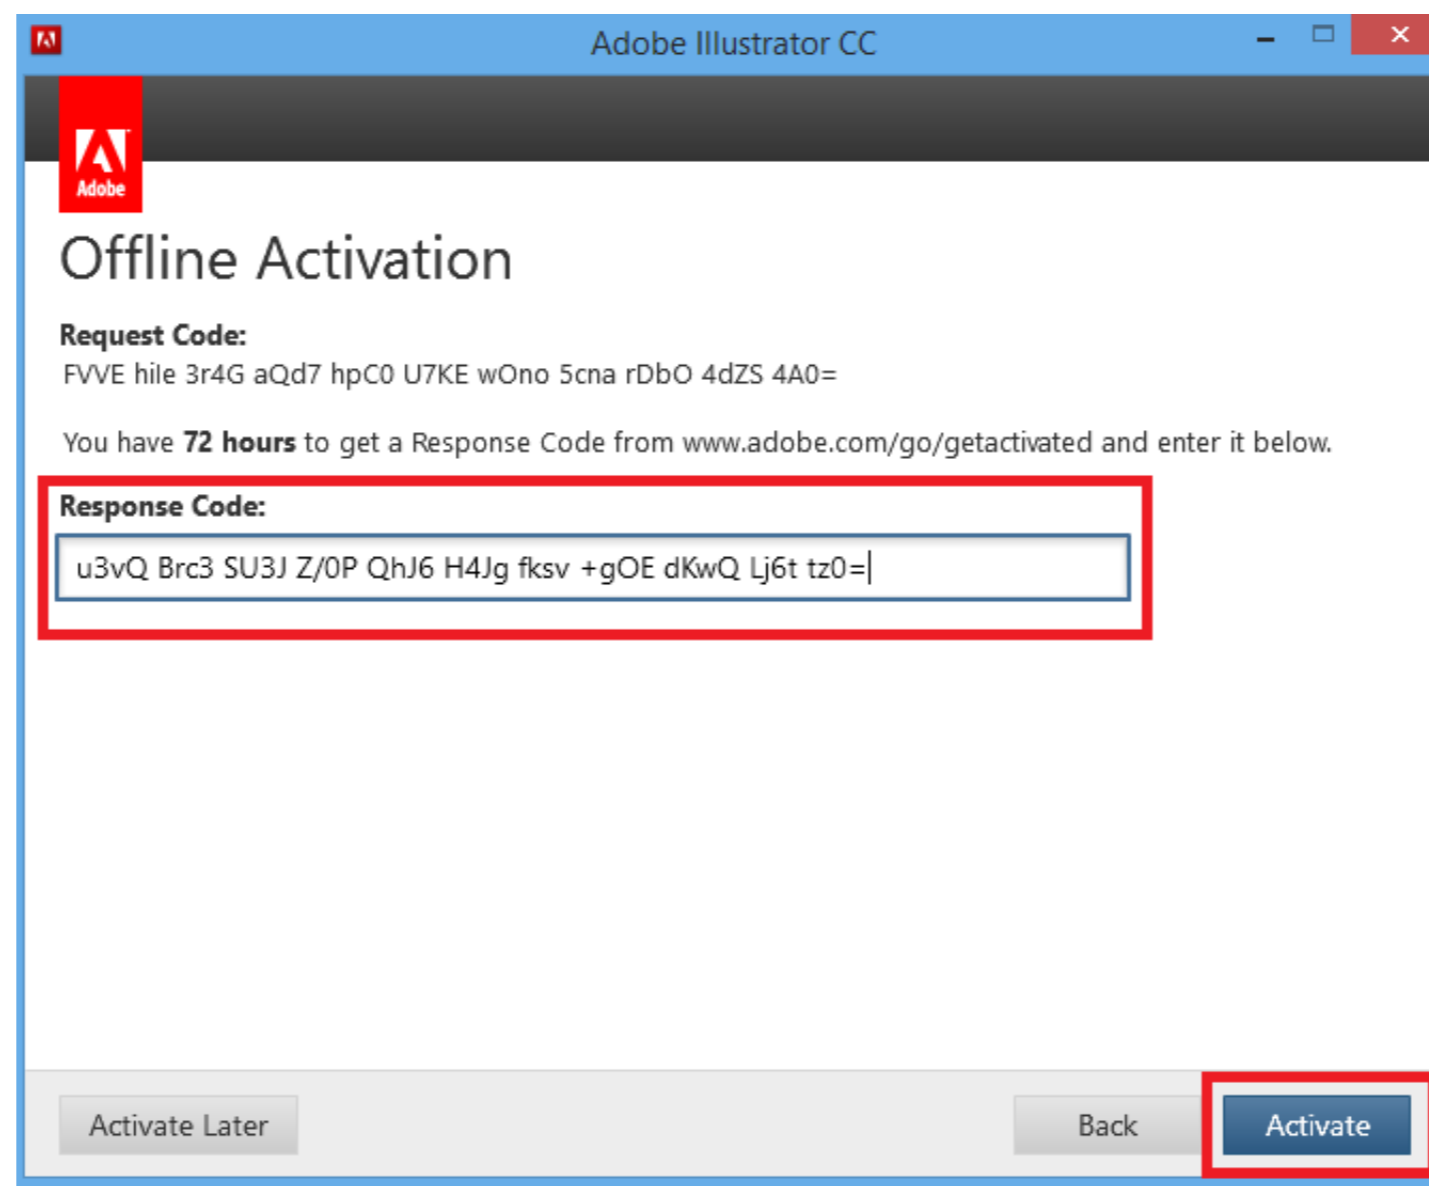 Adobe Illustrator CC
Adobe
Offline Activation
Request Code:
FVVE hiIe 3r4G aQd7 hpC0 U7KE wOno 5cna rDbO 4dZS 4A0=
You have 72 hours to get a Response Code from www.adobe.com/go/getactivated and enter it below.
Response Code:
u3vQ Brc3 SU3J Z/0P QhJ6 H4Jg fksv +gOE dKwQ Lj6t tz0=
Activate Later
Back
Activate